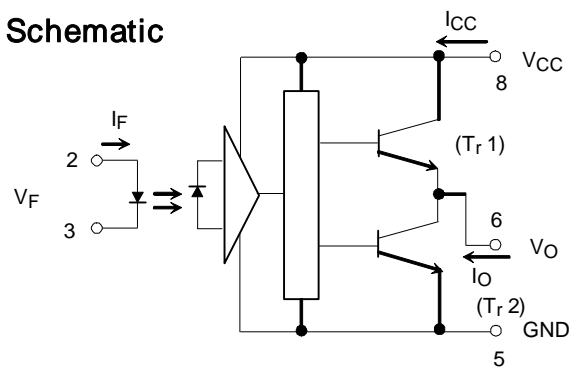 Schematic
ICC
VCC
8
IF
2
(Tr 1)
VF
3
6
VO
IO
(Tr 2)
GND
5